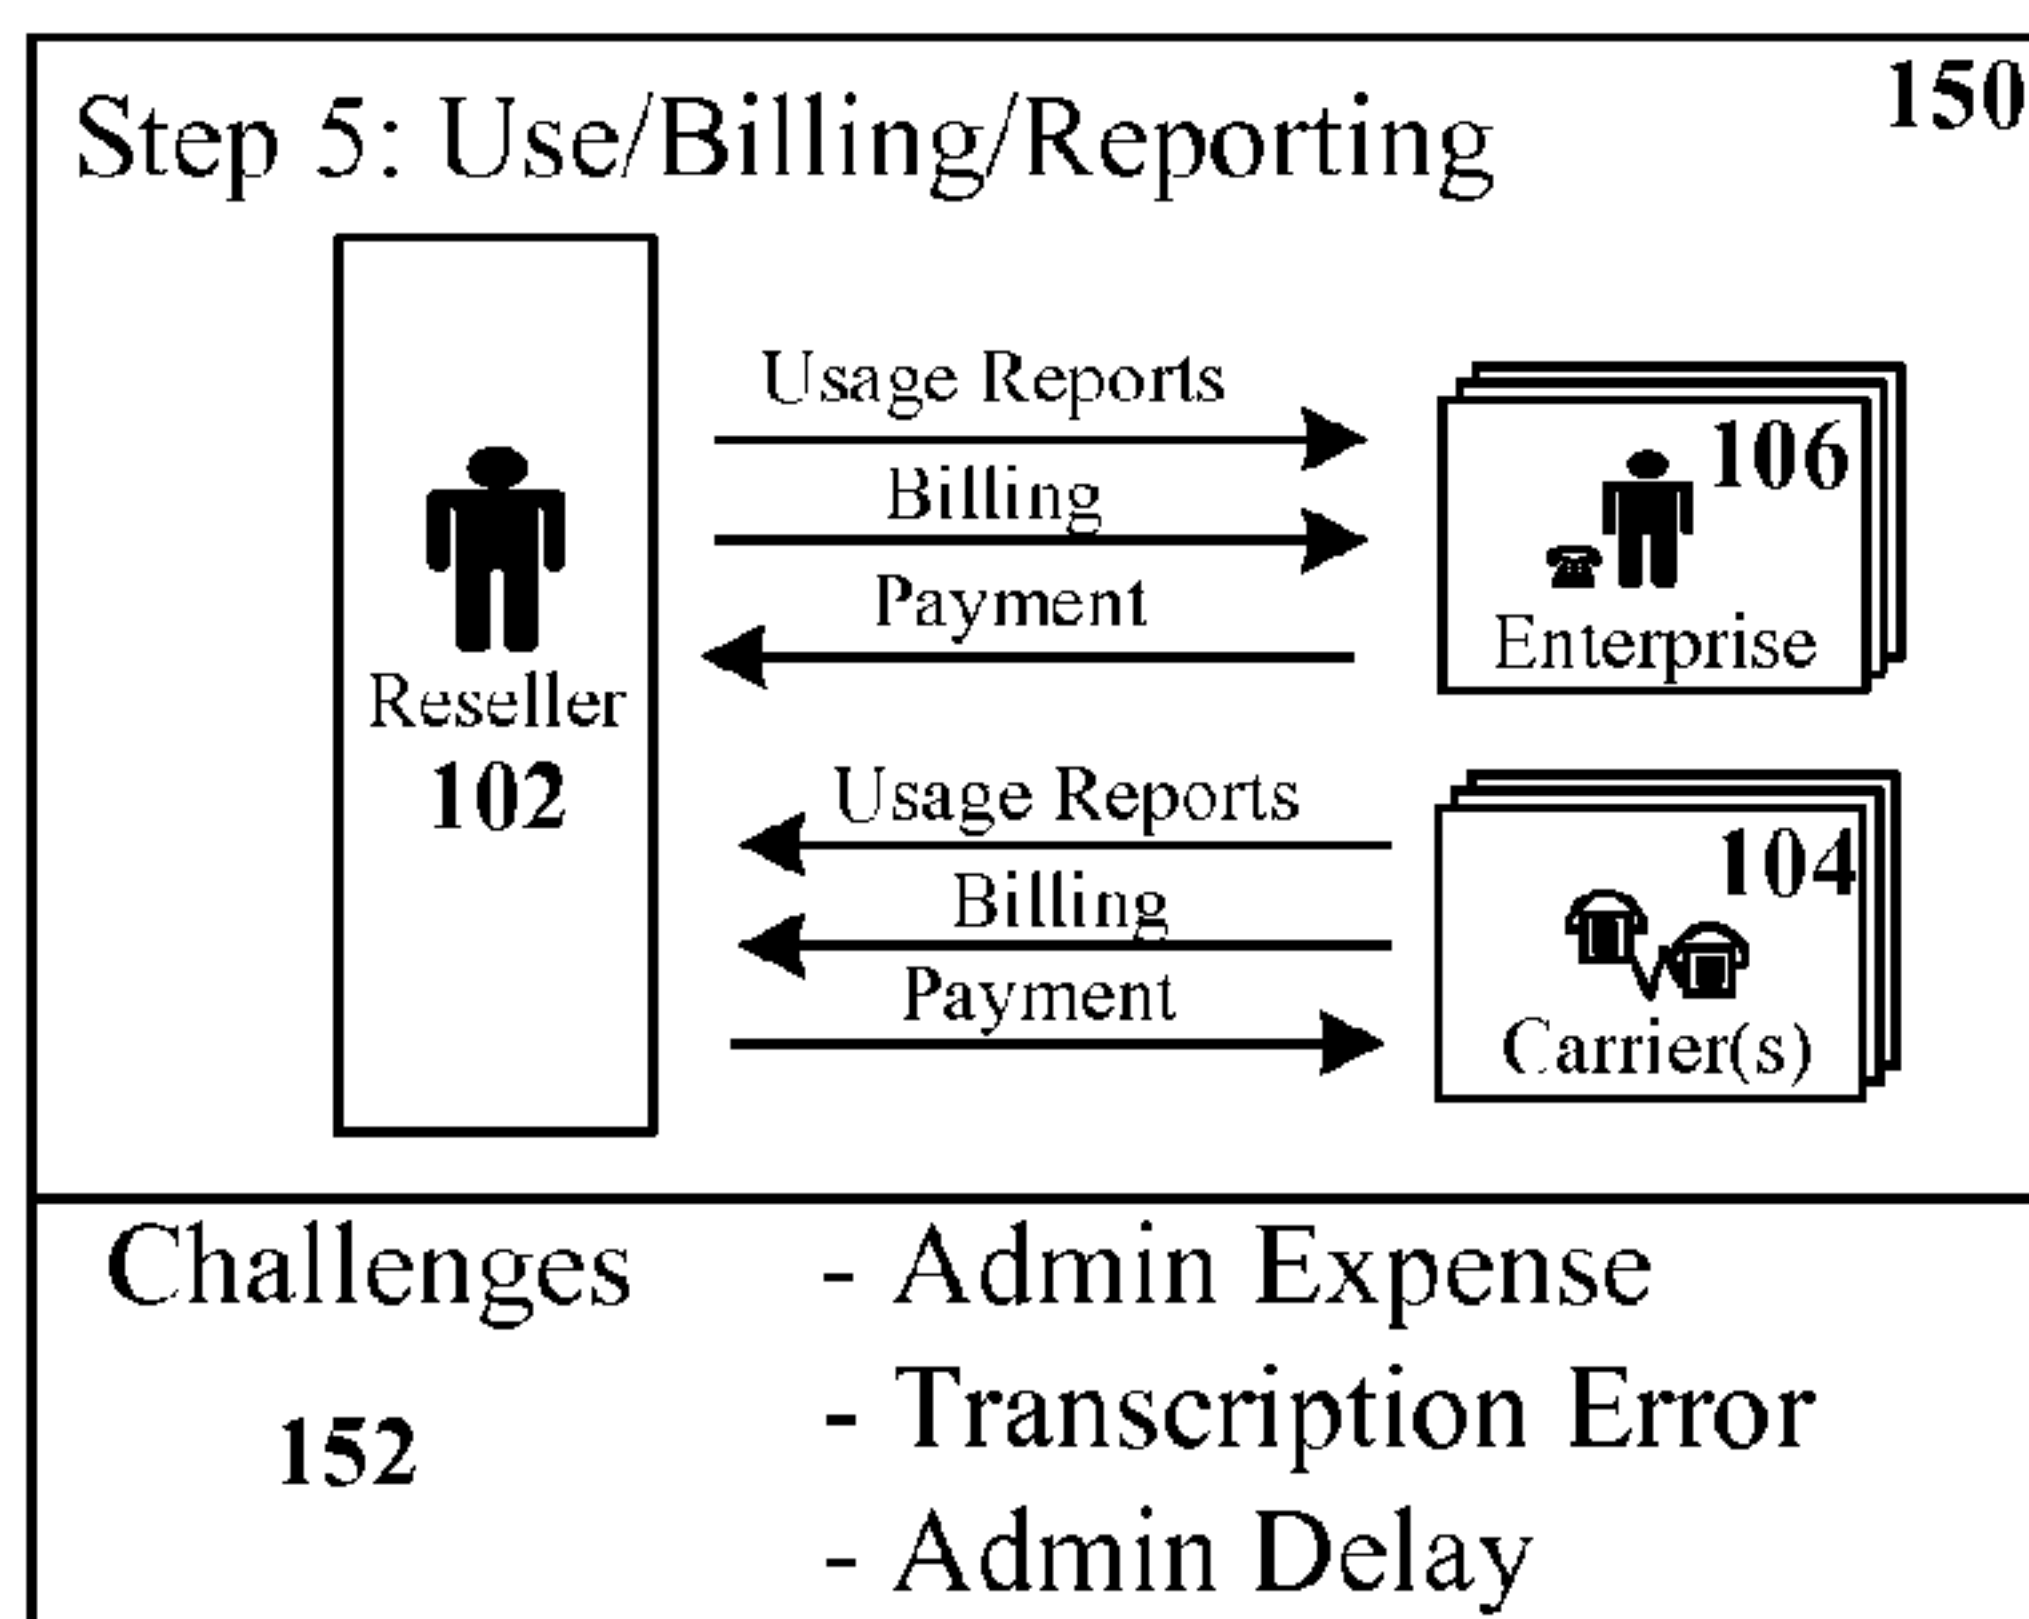 150
Step 5: Use/Billing/Reporting
Usage Reports
Billing
Payment
Reseller
102
106
Enterprise
Usage Reports
Billing
Payment
104
Carrier(s)
Challenges
152
- Admin Expense
- Transcription Error
- Admin Delay